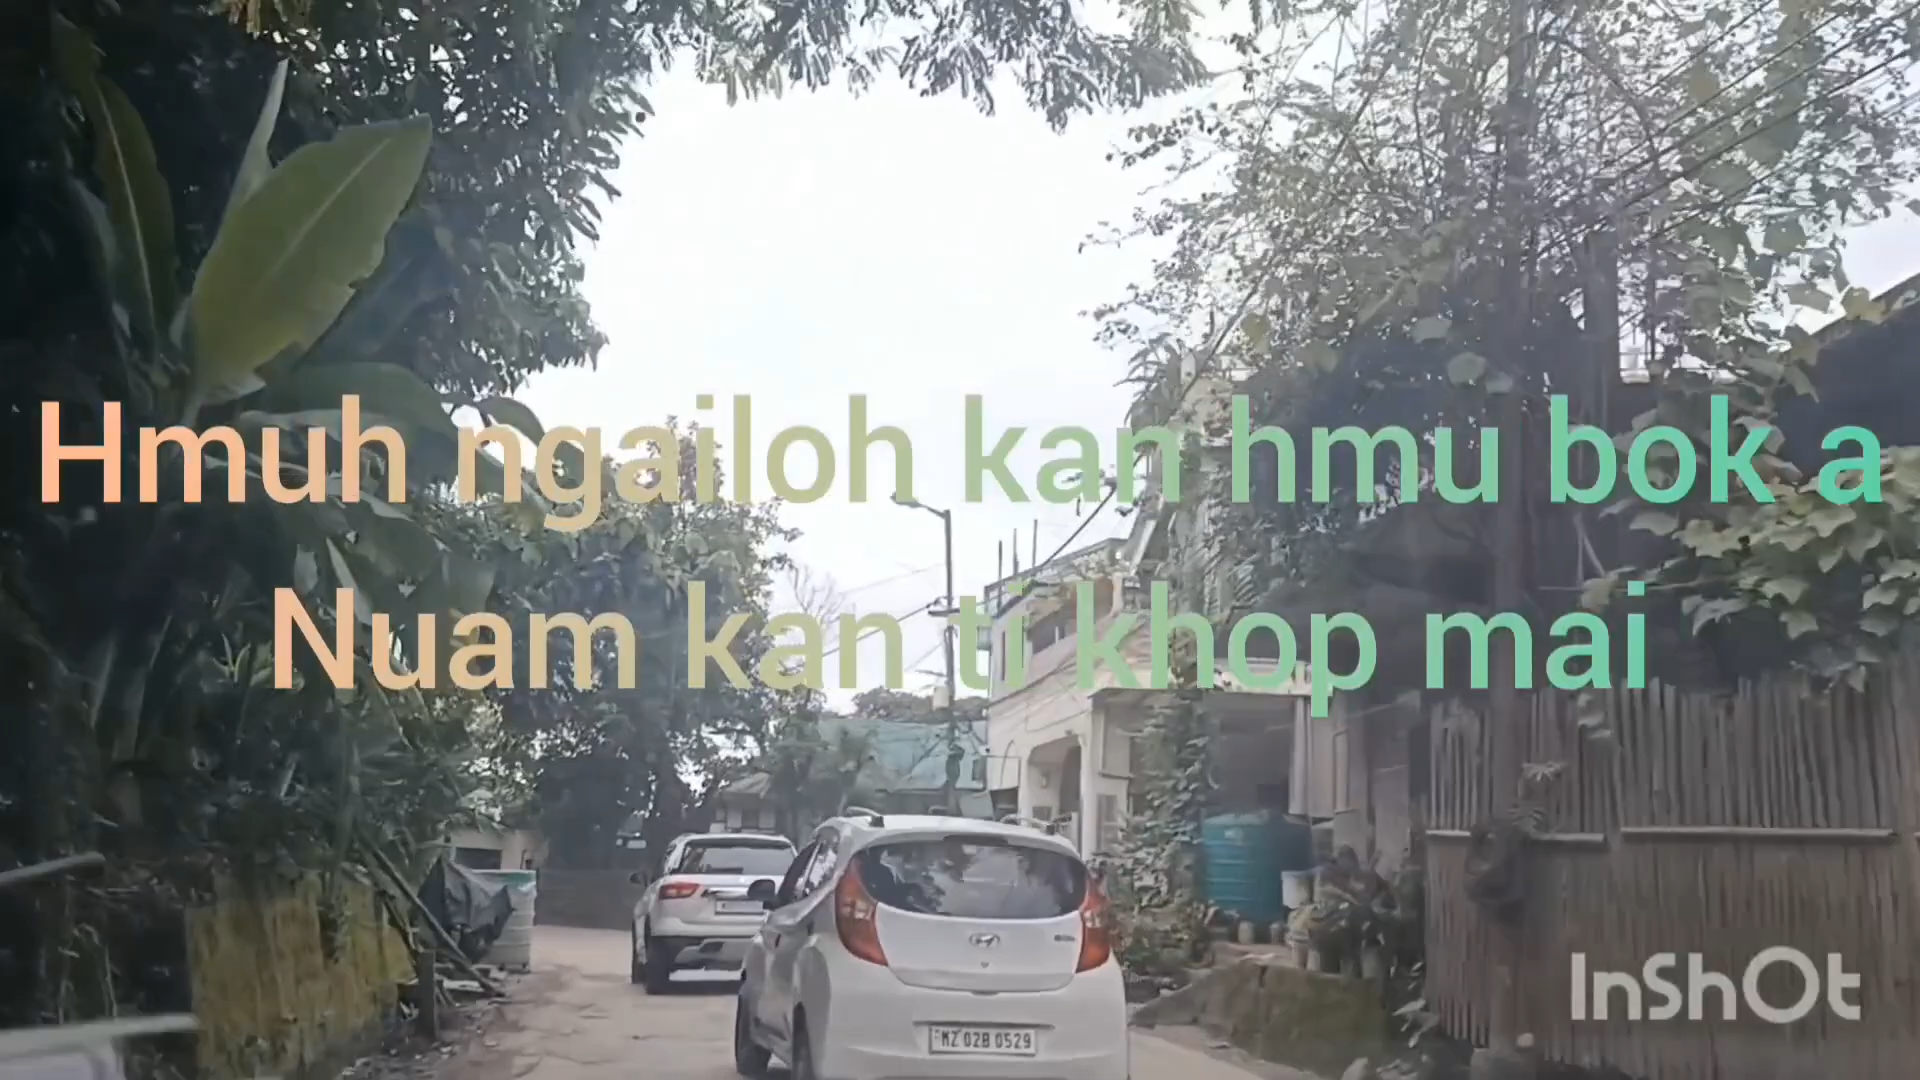 Hmuh ngailoh kan hmu bok a
Nuam kan ti khop mai
MZ 02B 0529
InShOt